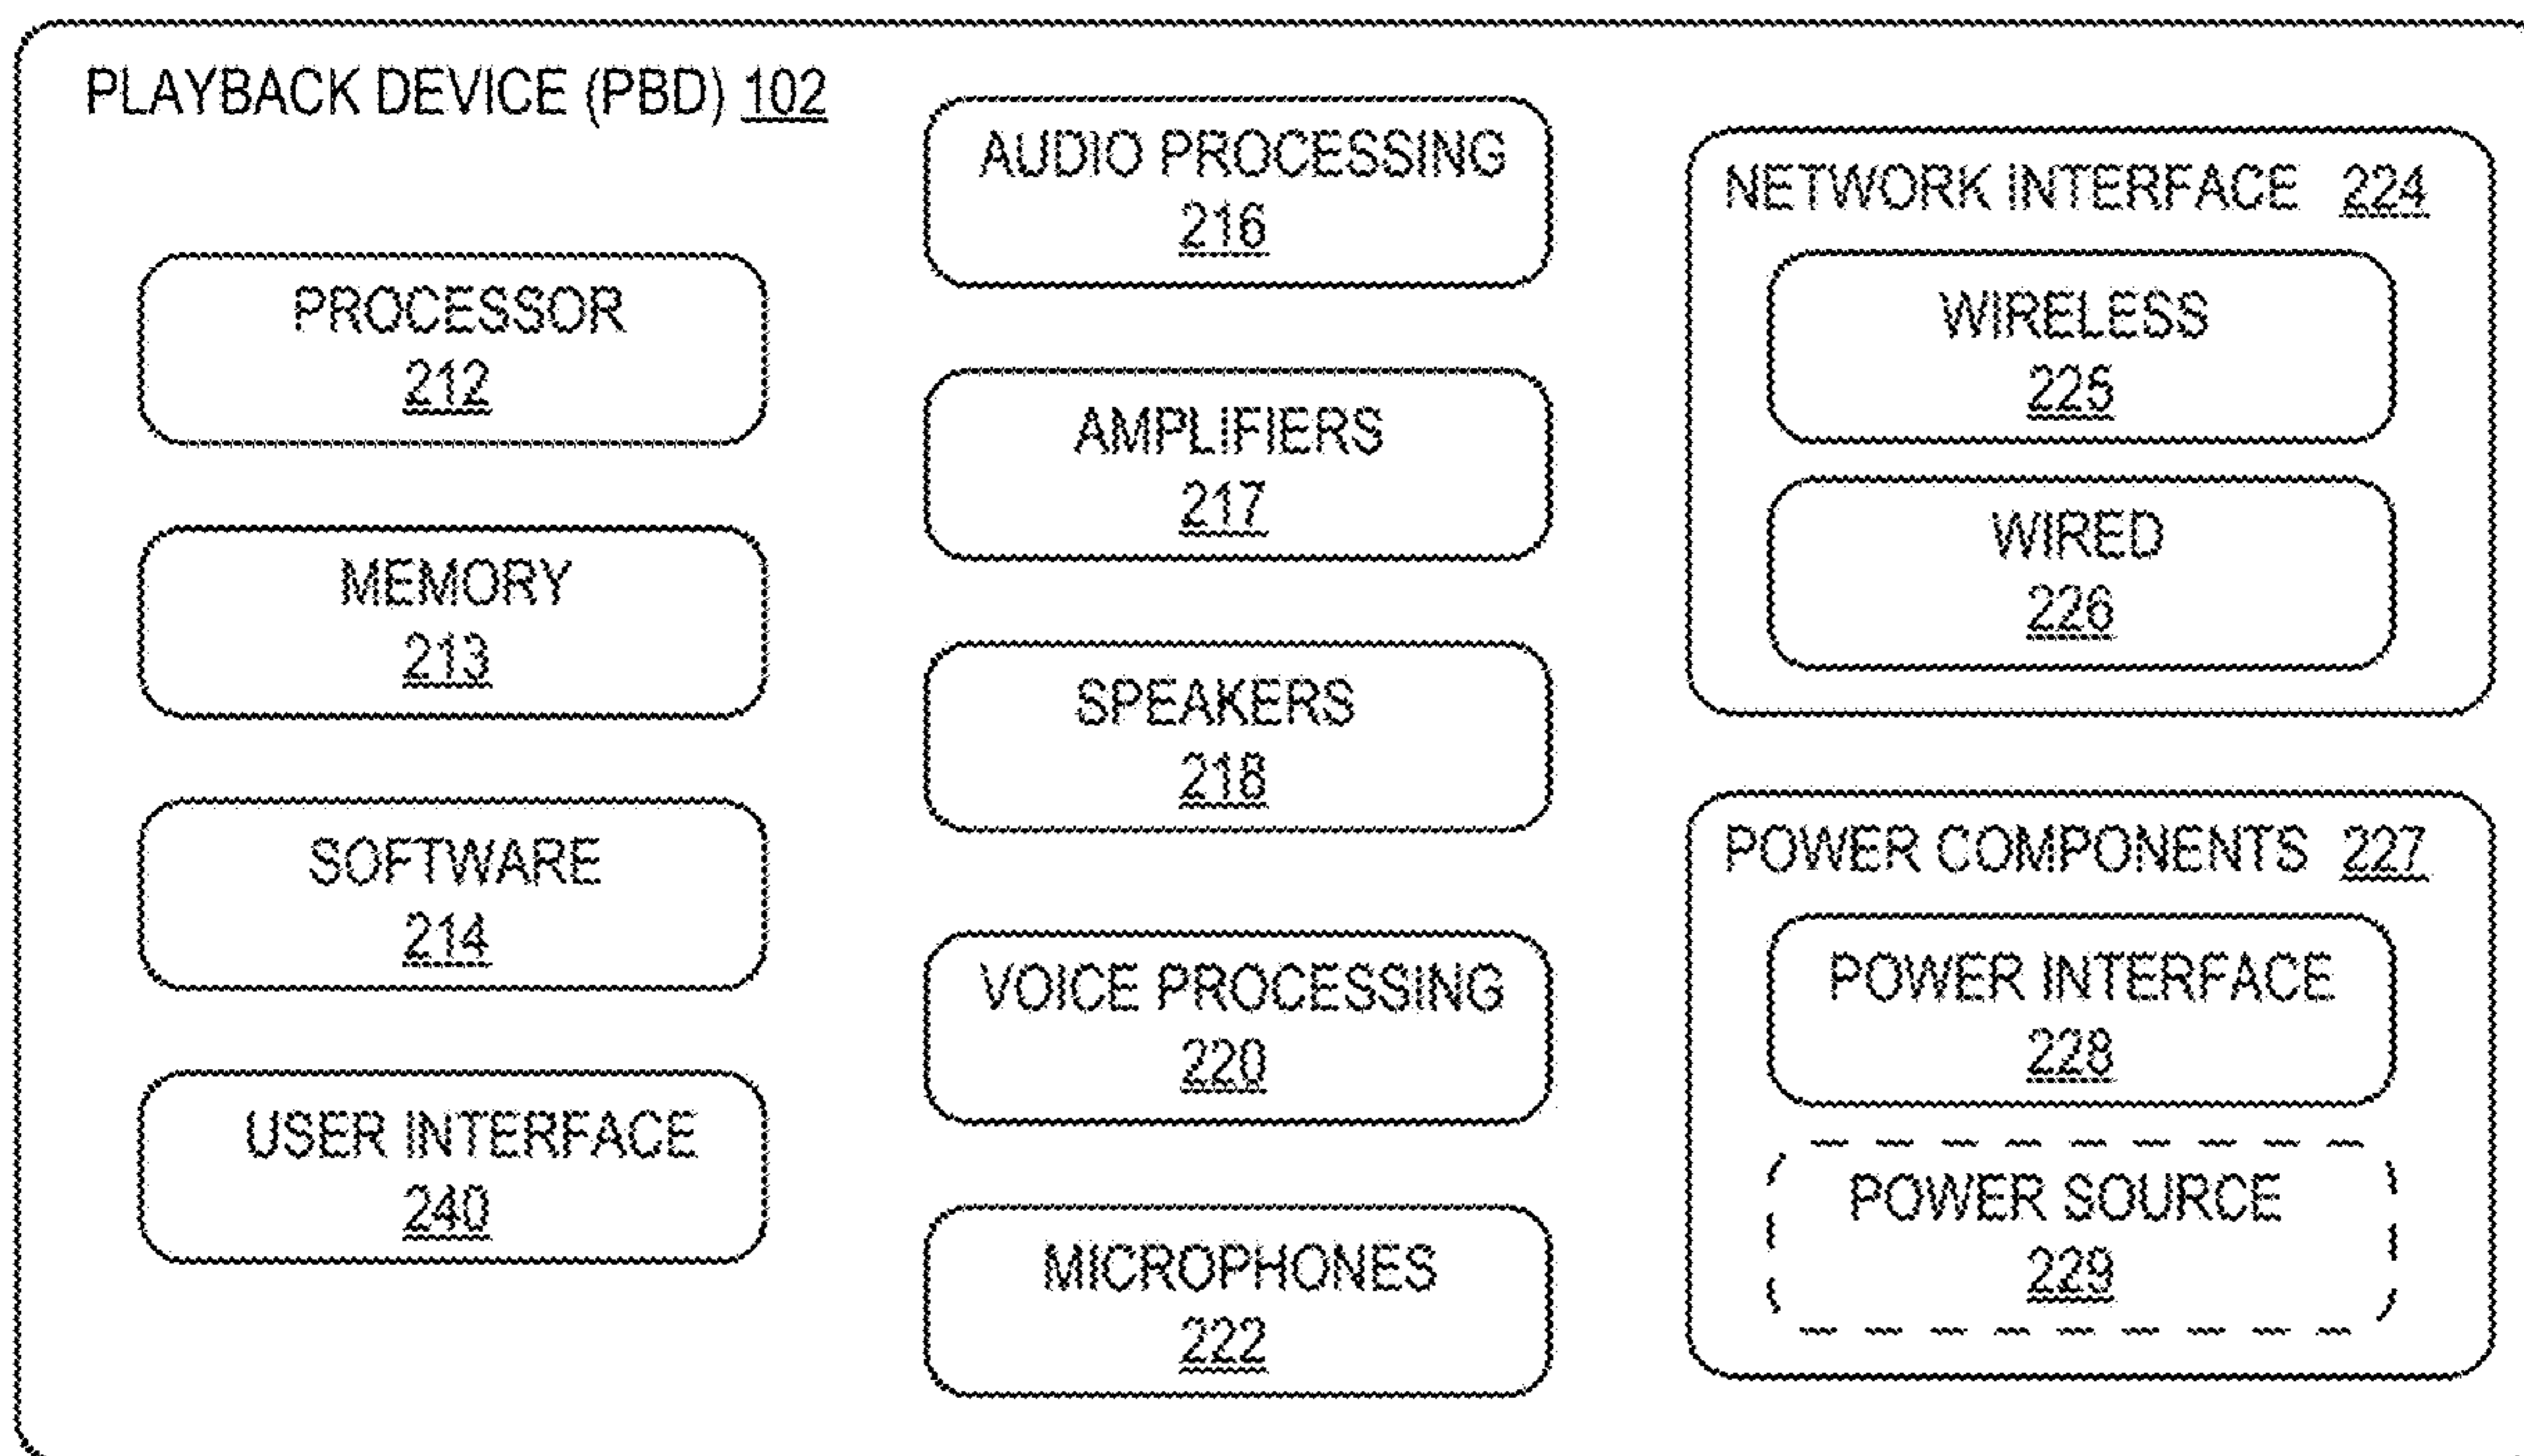 PLAYBACK DEVICE (PBD) 102
PROCESSOR
212
MEMORY
213
SOFTWARE
214
USER INTERFACE
240
AUDIO PROCESSING
216
AMPLIFIERS
217
SPEAKERS
218
VOICE PROCESSING
220
MICROPHONES
222
NETWORK INTERFACE 224
WIRELESS
225
WIRED
226
POWER COMPONENTS 227
POWER INTERFACE
228
POWER SOURCE
229